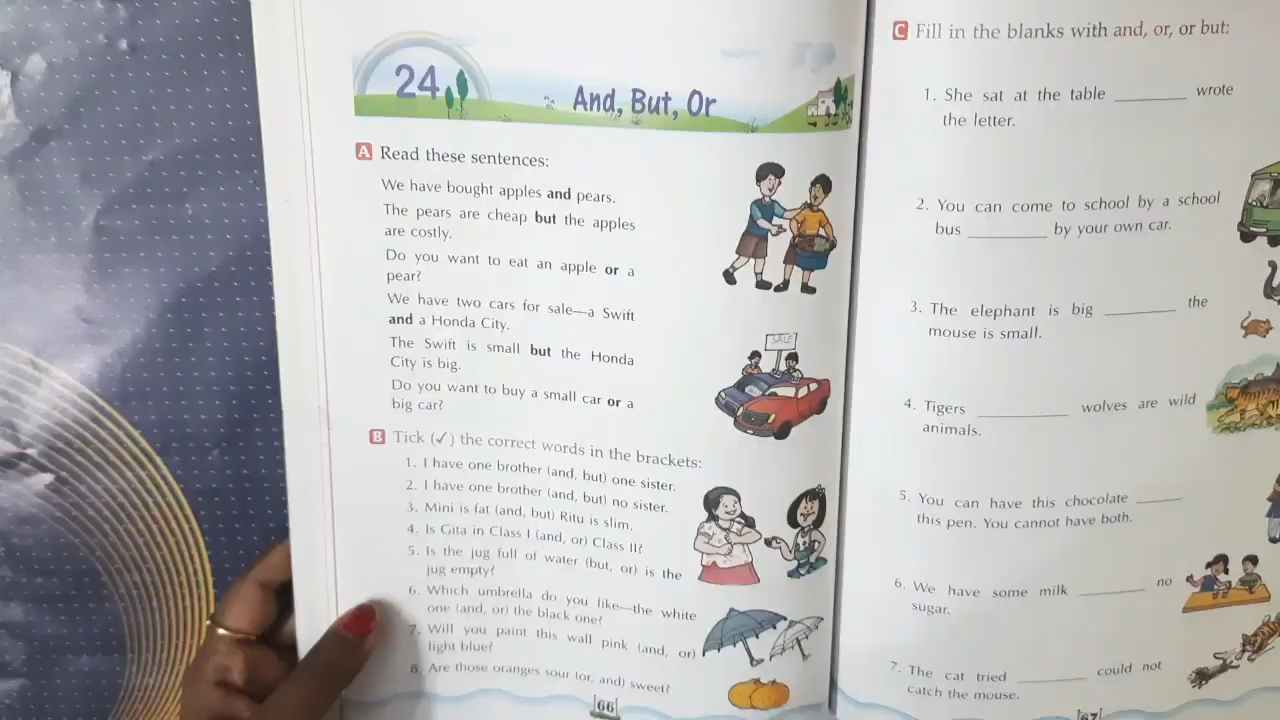 24
And, But, Or
A Read these sentences:
We have bought apples and pears.
The pears are cheap but the apples
are costly.
Do you want to eat an apple or a
pear?
We have two cars for sale—a Swift
and a Honda City.
The Swift is small but the Honda
City is big.
Do you want to buy a small car or a
big car?
SALE
B Tick (✓) the correct words in the brackets:
1. I have one brother (and, but) one sister.
2. I have one brother (and, but) no sister.
3. Mini is fat (and, but) Ritu is slim.
4. Is Gita in Class I (and, or) Class II?
5. Is the jug full of water (but, or) is the
jug empty?
6. Which umbrella do you like—the white
one (and, or) the black one?
7. Will you paint this wall pink (and, or)
light blue?
8. Are those oranges sour (or, and) sweet?
66
C Fill in the blanks with and, or, or but:
1. She sat at the table ________ wrote
the letter.
2. You can come to school by a school
bus ________ by your own car.
3. The elephant is big ________ the
mouse is small.
4. Tigers ________ wolves are wild
animals.
5. You can have this chocolate ________
this pen. You cannot have both.
6. We have some milk ________ no
sugar.
7. The cat tried ________ could not
catch the mouse.
67